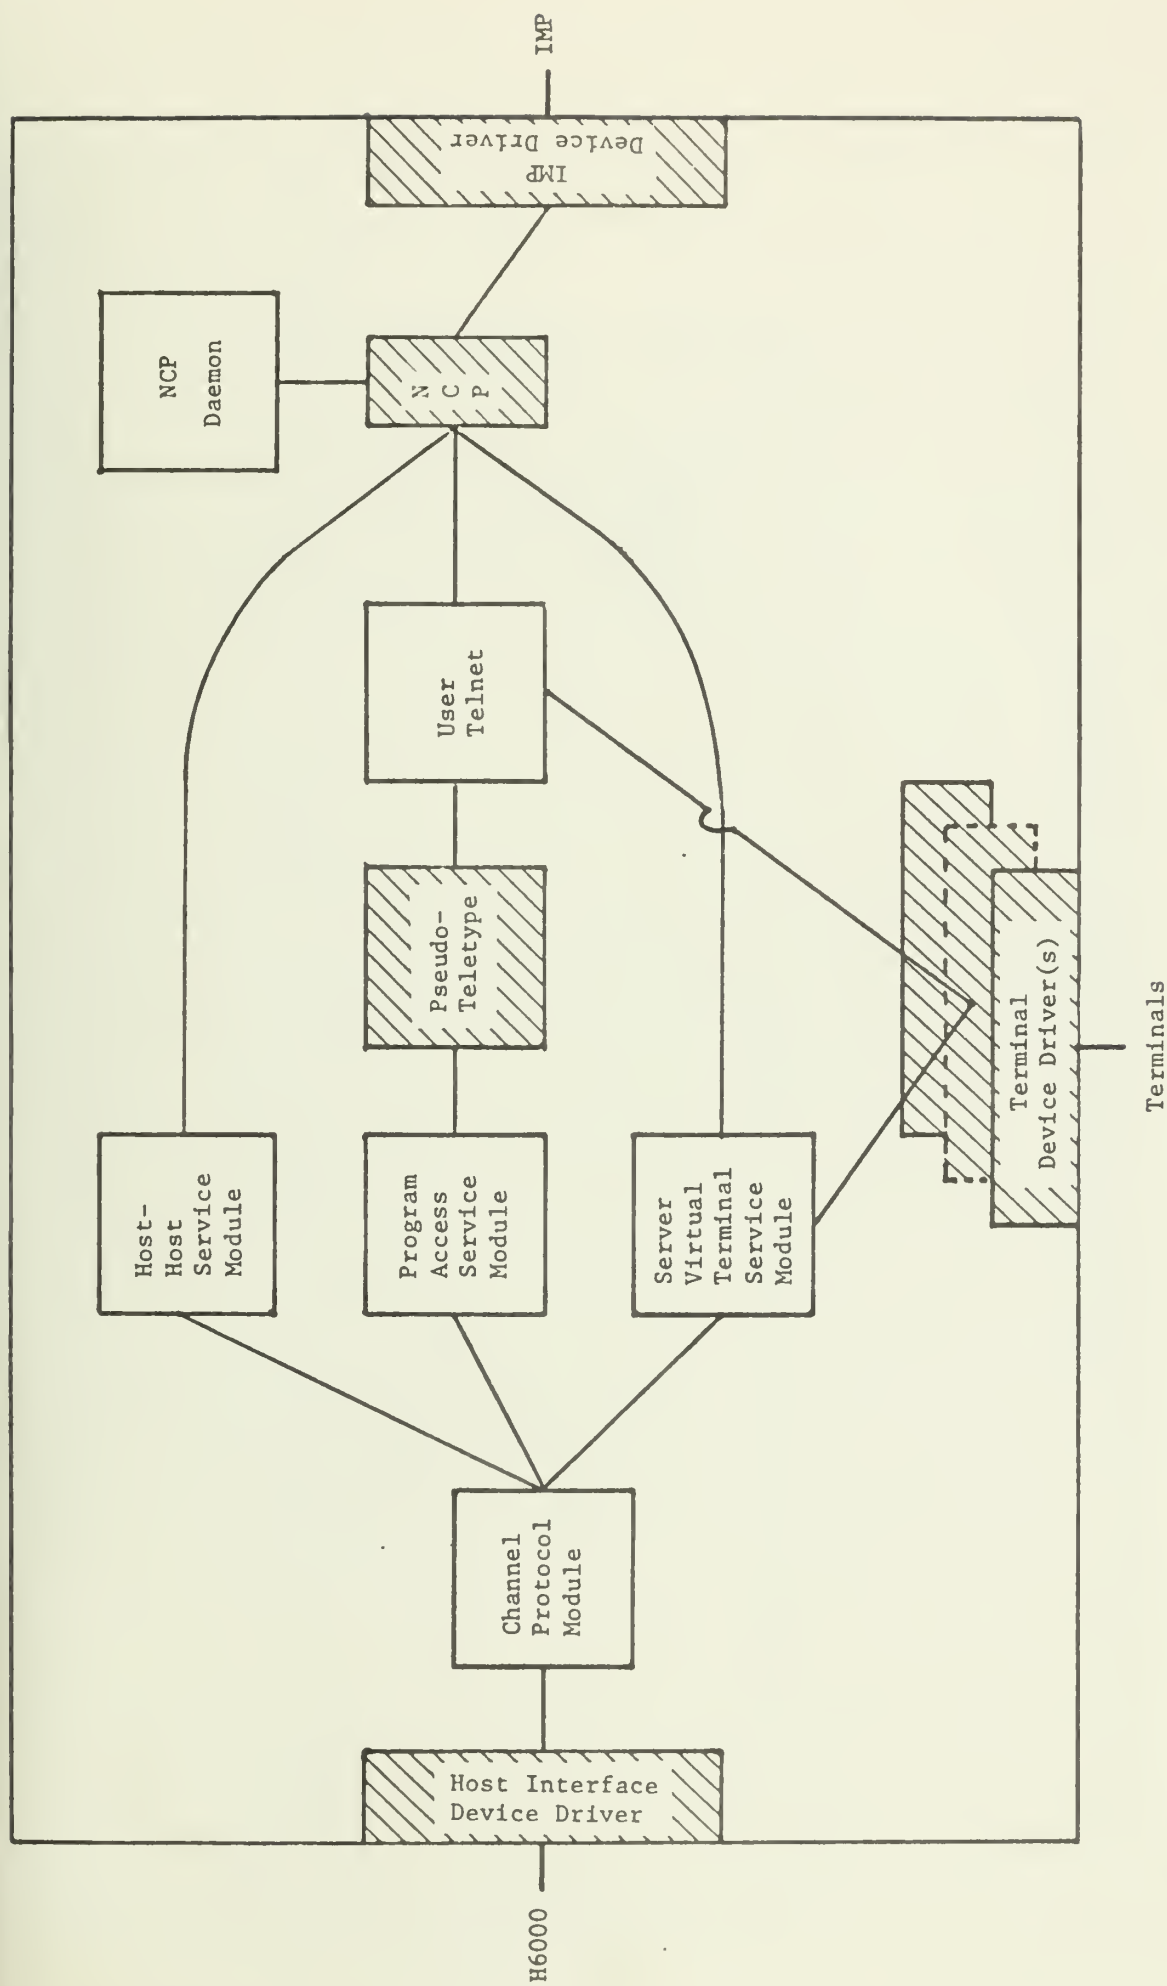 H6000
Host Interface
Device Driver
Channel
Protocol
Module
Host-
Host
Service
Module
Program
Access
Service
Module
Server
Virtual
Terminal
Service
Module
Pseudo-
Teletype
User
Telnet
NCP
Daemon
N
C
P
IMP
Device Driver
IMP
Terminal
Device Driver(s)
Terminals